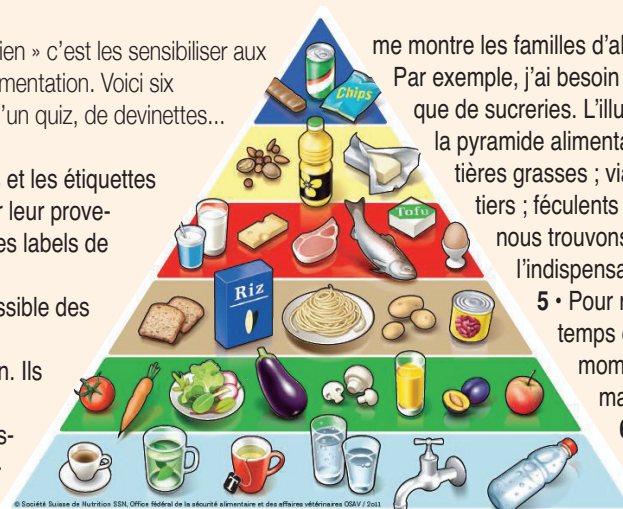 ien » c’est les sensibiliser aux
mentation. Voici six
’un quiz, de devinettes...
et les étiquettes
r leur prove-
es labels de
ssible des
n. Ils
s-
me montre les familles d’al
Par exemple, j’ai besoin
que de sucreries. L’illu
la pyramide alimenta
tières grasses ; via
tiers ; féculents
nous trouvons
l’indispensa
5 • Pour r
temps
mom
ma
Chips
Tofu
Riz
T
© Société Suisse de Nutrition SSN, Office fédéral de la sécurité alimentaire et des affaires vétérinaires OSAV / 2011